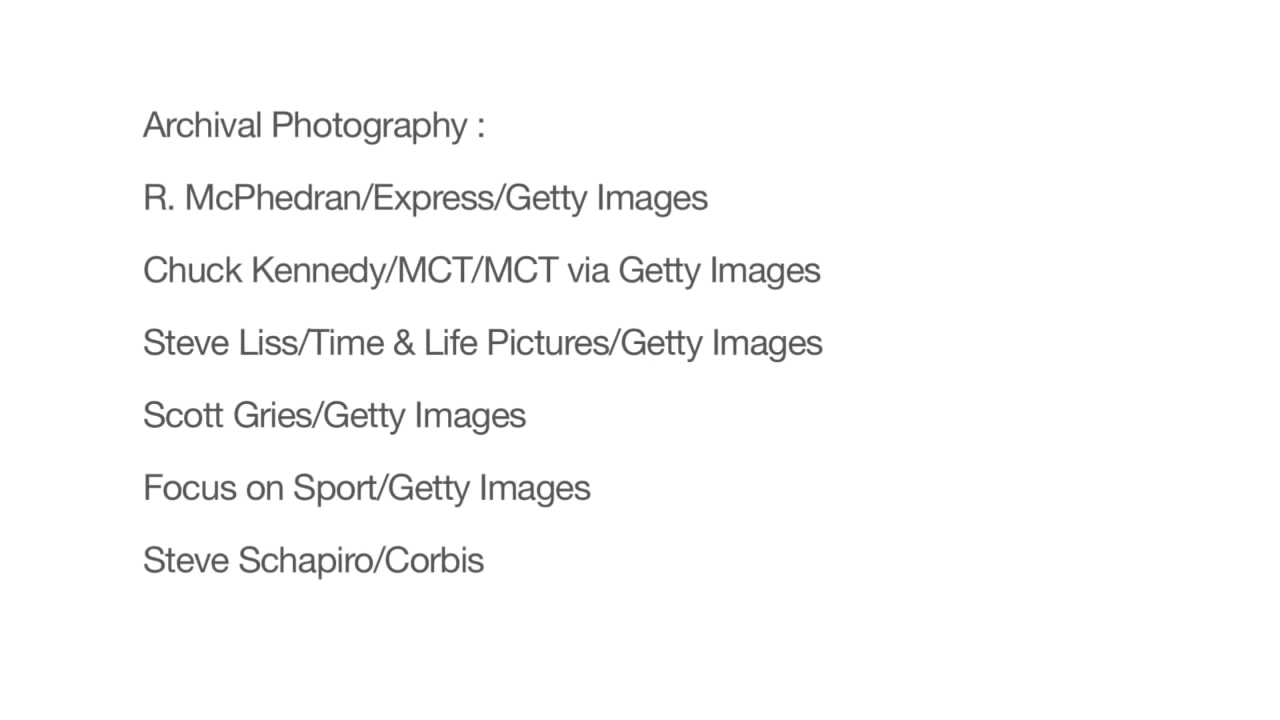 Archival Photography :
R. McPhedran/Express/Getty Images
Chuck Kennedy/MCT/MCT via Getty Images
Steve Liss/Time & Life Pictures/Getty Images
Scott Gries/Getty Images
Focus on Sport/Getty Images
Steve Schapiro/Corbis